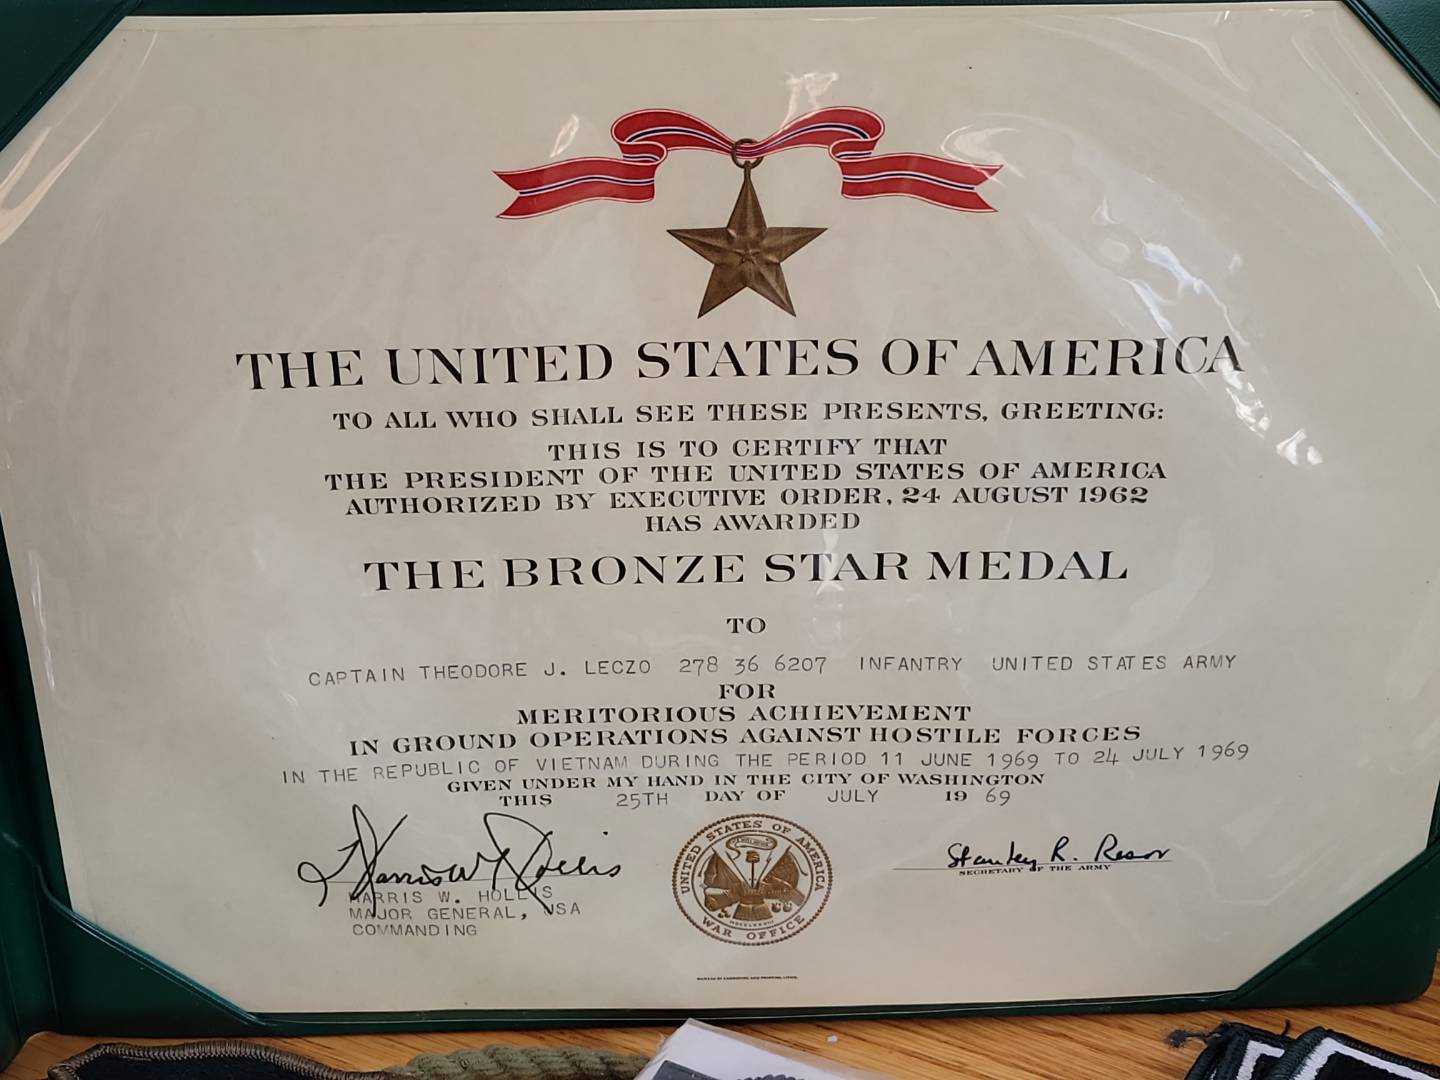 THE UNITED STATES OF AMERICA
TO ALL WHO SHALL SEE THESE PRESENTS, GREETING:
THIS IS TO CERTIFY THAT
THE PRESIDENT OF THE UNITED STATES OF AMERICA
AUTHORIZED BY EXECUTIVE ORDER, 24 AUGUST 1962
HAS AWARDED
THE BRONZE STAR MEDAL
TO
CAPTAIN THEODORE J. LECZO 278 36 6207 INFANTRY UNITED STATES ARMY
FOR
MERITORIOUS ACHIEVEMENT
IN GROUND OPERATIONS AGAINST HOSTILE FORCES
IN THE REPUBLIC OF VIETNAM DURING THE PERIOD 11 JUNE 1969 TO 24 JULY 1969
GIVEN UNDER MY HAND IN THE CITY OF WASHINGTON
THIS 25TH DAY OF JULY 19 69
Harris W. Hollis
HARRIS W. HOLLIS
MAJOR GENERAL, USA
COMMANDING
UNITED STATES OF AMERICA
WAR OFFICE
Stanley R. Resor
SECRETARY OF THE ARMY